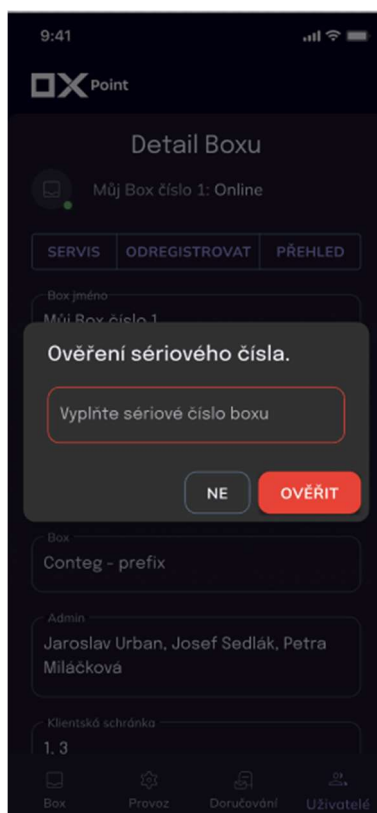 9:41
OX Point
Detail Boxu
Můj Box číslo 1: Online
SERVIS ODREGISTROVAT PŘEHLED
Box jméno
Můj Box číslo 1
Ověření sériového čísla.
Vyplňte sériové číslo boxu
NE OVĚŘIT
Box
Conteg - prefix
Admin
Jaroslav Urban, Josef Sedlák, Petra
Miláčková
Klientská schránka
1, 3
Box Provoz Doručování Uživatelé